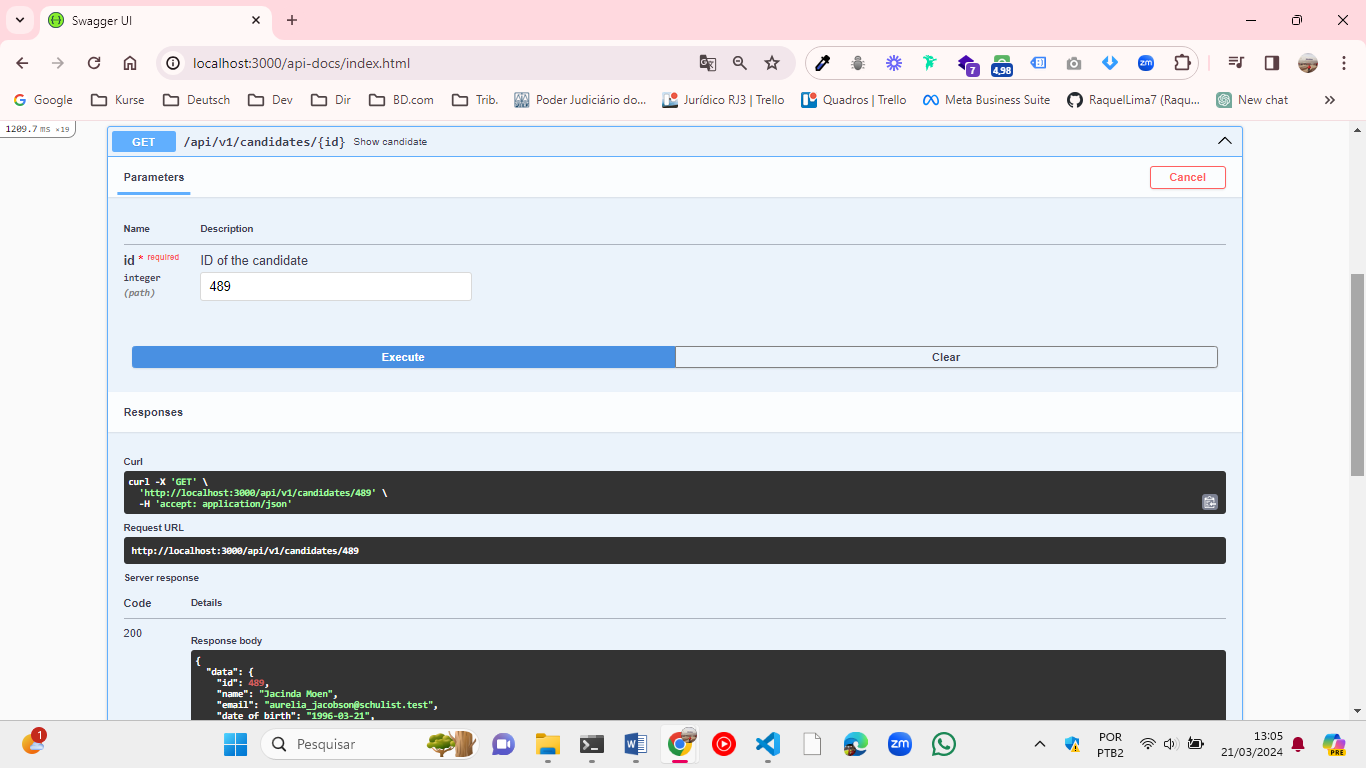 Swagger UI
localhost:3000/api-docs/index.html
7
4,98
zm
Google
Kurse
Deutsch
Dev
Dir
BD.com
Trib.
Poder Judiciário do...
Jurídico RJ3 | Trello
Quadros | Trello
Meta Business Suite
RaquelLima7 (Raqu...
New chat
1209.7 ms ×19
GET /api/v1/candidates/{id} Show candidate
Parameters
Cancel
Name Description
id * required
integer
(path)
ID of the candidate
489
Execute
Clear
Responses
Curl
curl -X 'GET' \
'http://localhost:3000/api/v1/candidates/489' \
-H 'accept: application/json'
Request URL
http://localhost:3000/api/v1/candidates/489
Server response
Code Details
200
Response body
{
"data": {
"id": 489,
"name": "Jacinda Moen",
"email": "aurelia_jacobson@schulist.test",
"date of birth": "1996-03-21",
1
Pesquisar
zm
POR
PTB2
13:05
21/03/2024
PRE